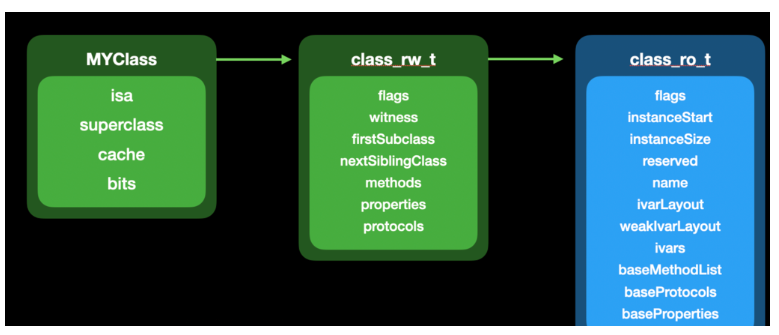 MYClass
isa
superclass
cache
bits
class_rw_t
flags
witness
firstSubclass
nextSiblingClass
methods
properties
protocols
class_ro_t
flags
instanceStart
instanceSize
reserved
name
ivarLayout
weakIvarLayout
ivars
baseMethodList
baseProtocols
baseProperties